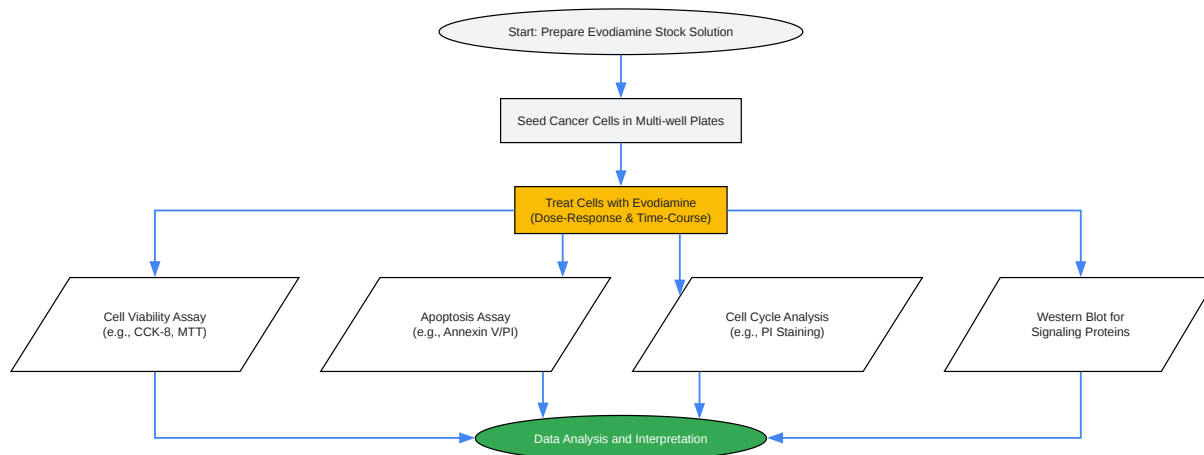 Start: Prepare Evodiamine Stock Solution
Seed Cancer Cells in Multi-well Plates
Treat Cells with Evodiamine
(Dose-Response & Time-Course)
Cell Viability Assay
(e.g., CCK-8, MTT)
Apoptosis Assay
(e.g., Annexin V/PI)
Cell Cycle Analysis
(e.g., PI Staining)
Western Blot for
Signaling Proteins
Data Analysis and Interpretation